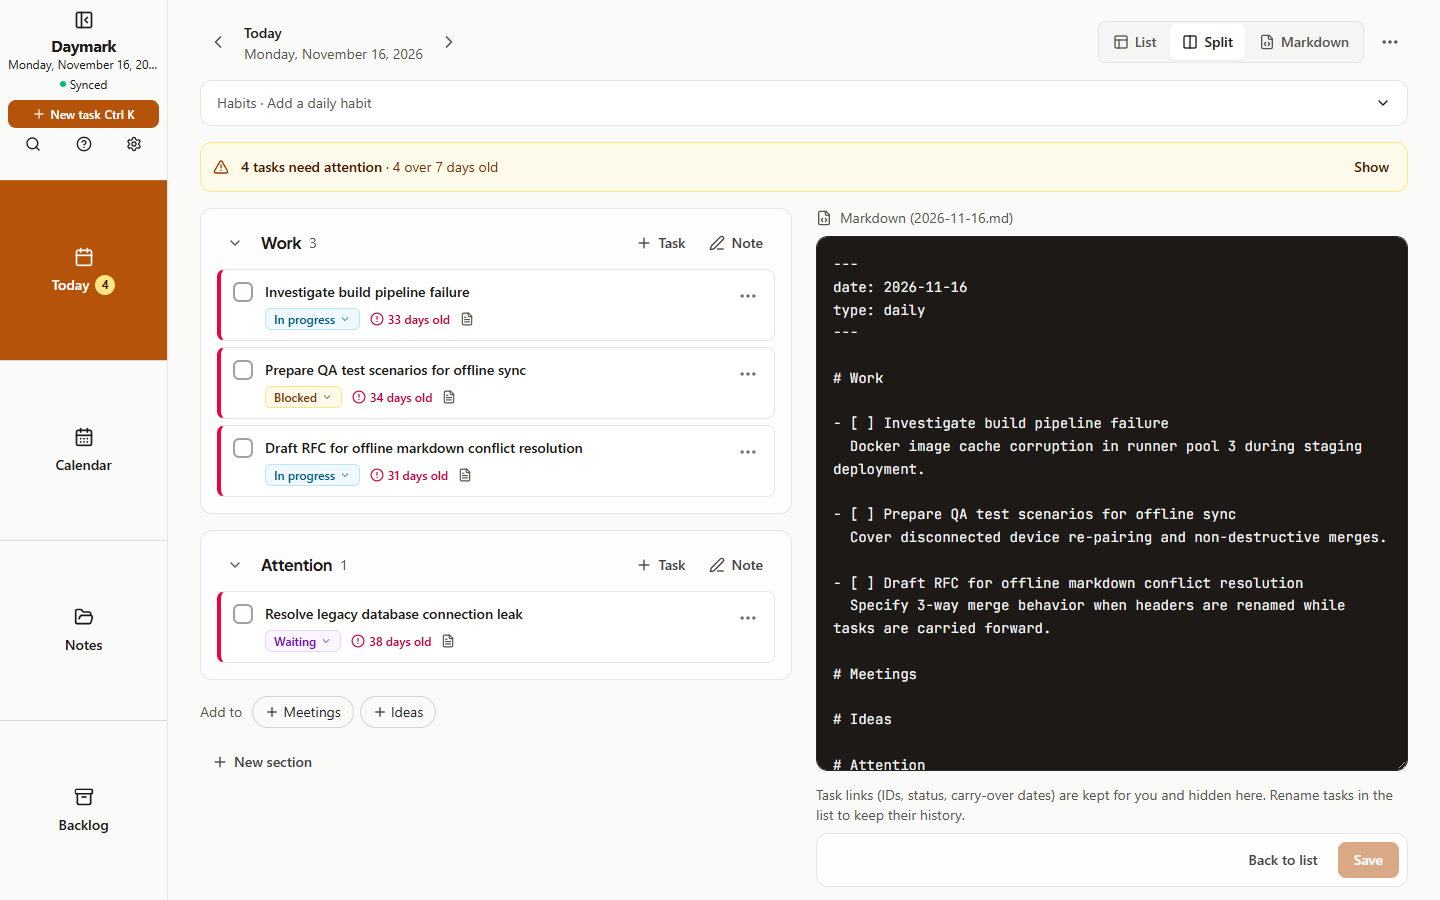 Daymark
Monday, November 16, 20...
Synced
New task Ctrl K
Today 4
Calendar
Notes
Backlog
Today
Monday, November 16, 2026
List
Split
Markdown
Habits · Add a daily habit
4 tasks need attention · 4 over 7 days old
Show
Work 3
Task
Note
Investigate build pipeline failure
In progress
33 days old
Prepare QA test scenarios for offline sync
Blocked
34 days old
Draft RFC for offline markdown conflict resolution
In progress
31 days old
Attention 1
Task
Note
Resolve legacy database connection leak
Waiting
38 days old
Add to
Meetings
Ideas
New section
Markdown (2026-11-16.md)
---
date: 2026-11-16
type: daily
---
# Work
- [ ] Investigate build pipeline failure
Docker image cache corruption in runner pool 3 during staging
deployment.
- [ ] Prepare QA test scenarios for offline sync
Cover disconnected device re-pairing and non-destructive merges.
- [ ] Draft RFC for offline markdown conflict resolution
Specify 3-way merge behavior when headers are renamed while
tasks are carried forward.
# Meetings
# Ideas
# Attention
Task links (IDs, status, carry-over dates) are kept for you and hidden here. Rename tasks in the
list to keep their history.
Back to list
Save